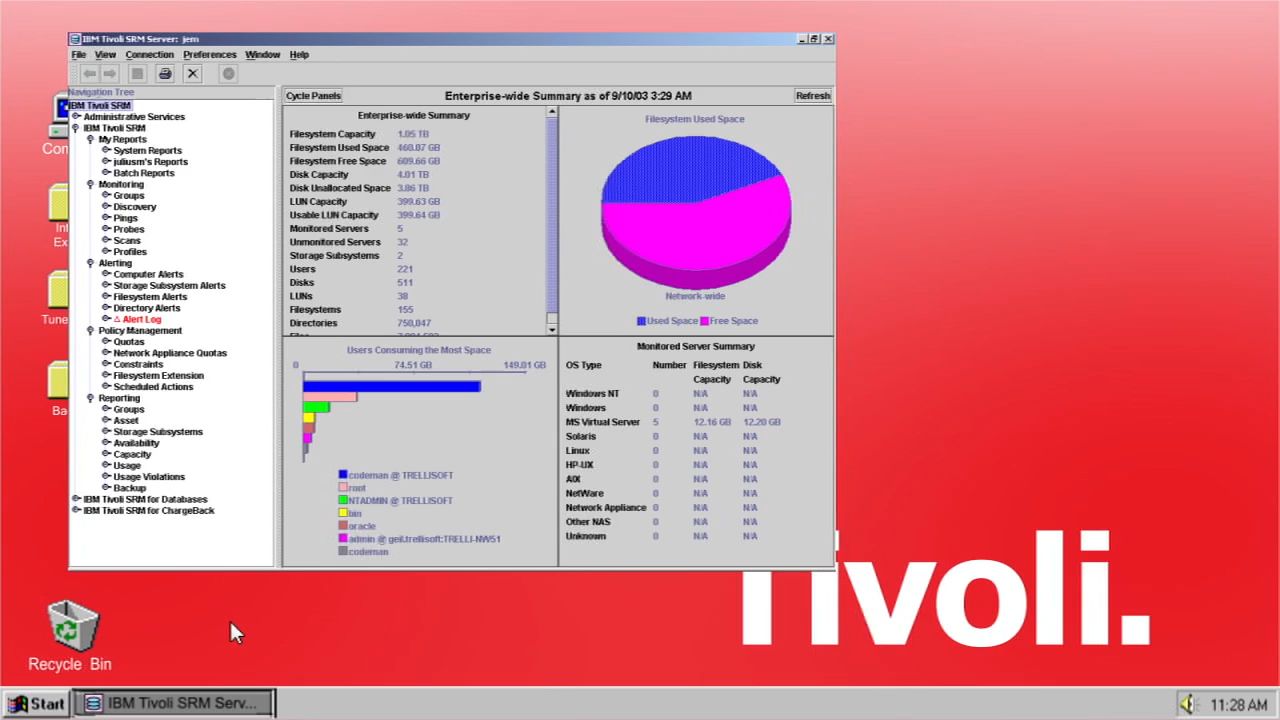 IBM Tivoli SRM Server: jem
File View Connection Preferences Window Help
Navigation Tree
IBM Tivoli SRM
Administrative Services
IBM Tivoli SRM
My Reports
System Reports
juliusm's Reports
Batch Reports
Monitoring
Groups
Discovery
Pings
Probes
Scans
Profiles
Alerting
Computer Alerts
Storage Subsystem Alerts
Filesystem Alerts
Directory Alerts
Alert Log
Policy Management
Quotas
Network Appliance Quotas
Constraints
Filesystem Extension
Scheduled Actions
Reporting
Groups
Asset
Storage Subsystems
Availability
Capacity
Usage
Usage Violations
Backup
IBM Tivoli SRM for Databases
IBM Tivoli SRM for ChargeBack
Cycle Panels Enterprise-wide Summary as of 9/10/03 3:29 AM Refresh
Enterprise-wide Summary
Filesystem Capacity 1.05 TB
Filesystem Used Space 460.07 GB
Filesystem Free Space 609.66 GB
Disk Capacity 4.01 TB
Disk Unallocated Space 3.86 TB
LUN Capacity 399.63 GB
Usable LUN Capacity 399.64 GB
Monitored Servers 5
Unmonitored Servers 32
Storage Subsystems 2
Users 221
Disks 511
LUNs 38
Filesystems 155
Directories 750,047
Filesystem Used Space
Network-wide
Used Space Free Space
Users Consuming the Most Space
0 74.51 GB 149.01 GB
codeman @ TRELLISOFT
root
NTADMIN @ TRELLISOFT
bin
oracle
admin @ geil.trellisoft:TRELLI-NW51
codeman
Monitored Server Summary
OS Type Number Filesystem Capacity Disk Capacity
Windows NT 0 N/A N/A
Windows 0 N/A N/A
MS Virtual Server 5 12.16 GB 12.20 GB
Solaris 0 N/A N/A
Linux 0 N/A N/A
HP-UX 0 N/A N/A
AIX 0 N/A N/A
NetWare 0 N/A N/A
Network Appliance 0 N/A N/A
Other NAS 0 N/A N/A
Unknown 0 N/A N/A
Com
Int
Ex
Tune
Ba
Tivoli.
Recycle Bin
Start IBM Tivoli SRM Serv... 11:28 AM